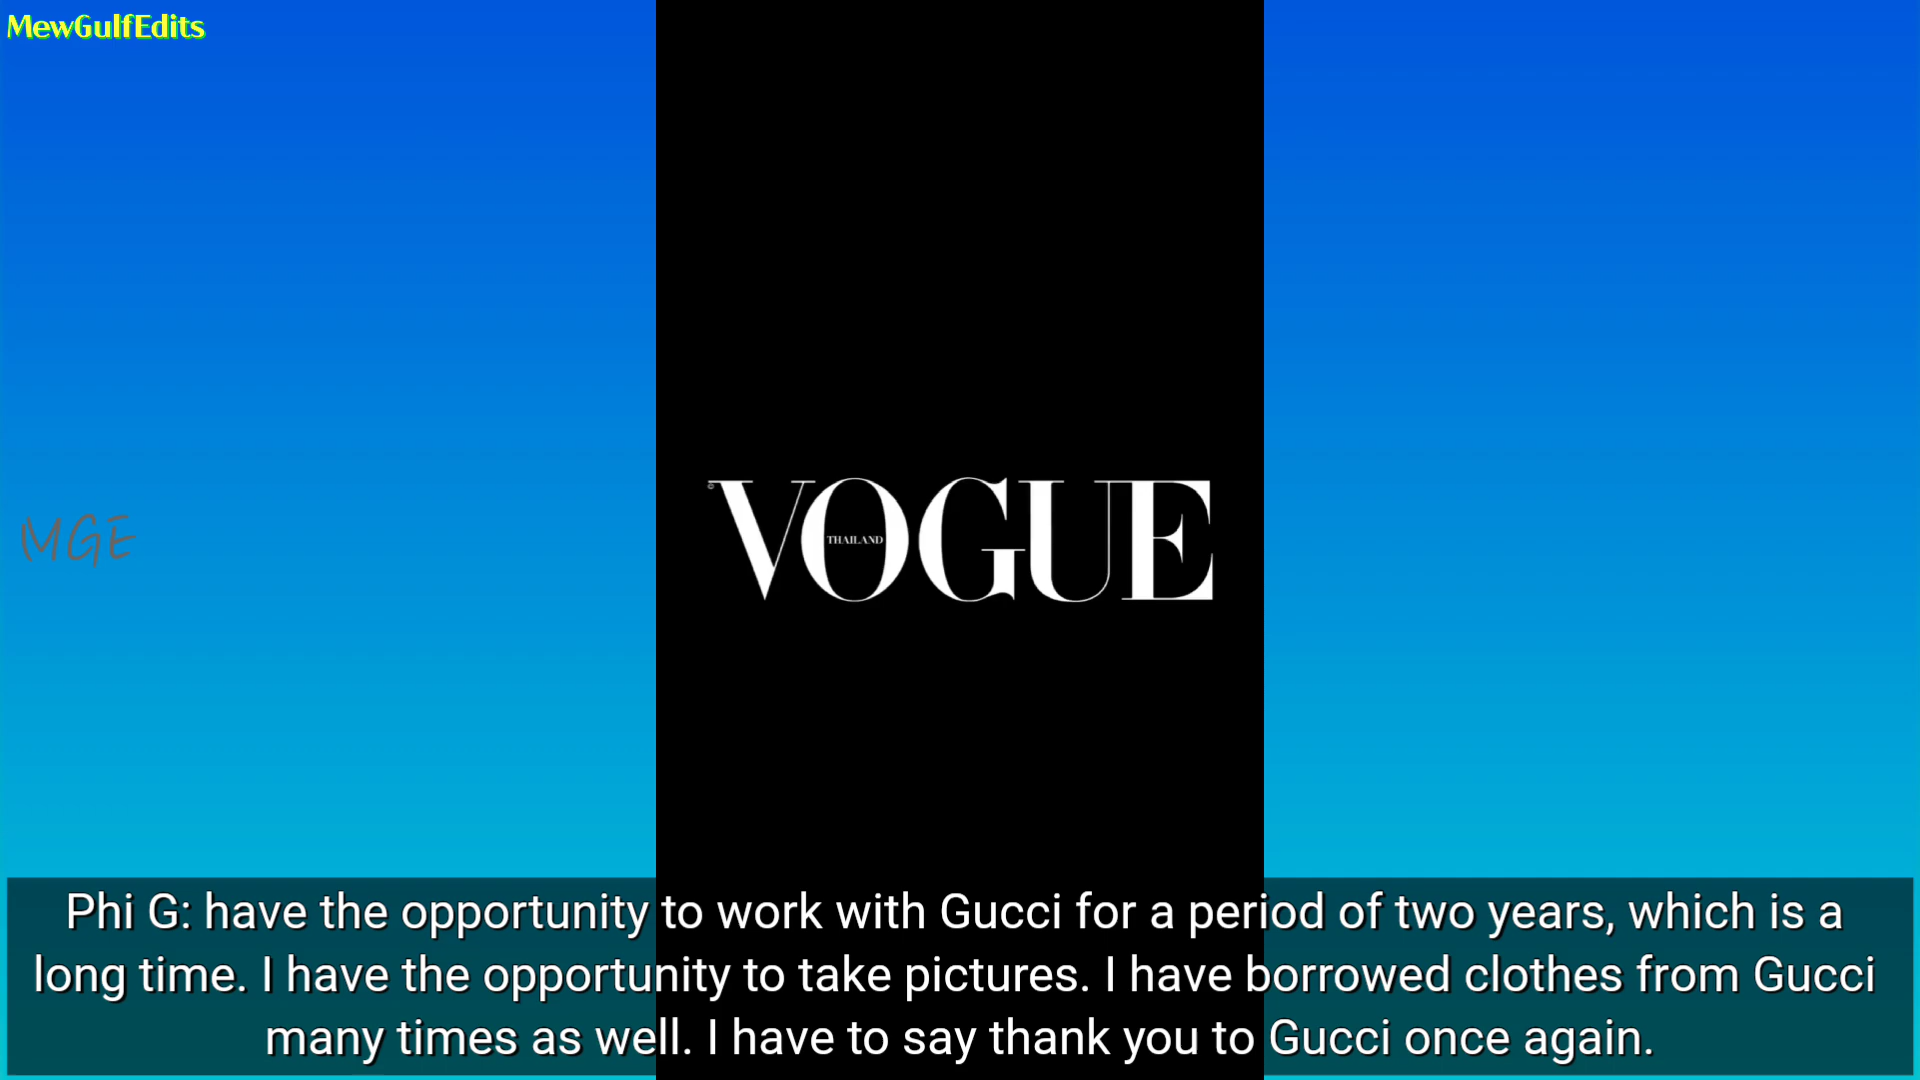 MewGulfEdits
MGE
©
VOGUE
THAILAND
Phi G: have the opportunity to work with Gucci for a period of two years, which is a
long time. I have the opportunity to take pictures. I have borrowed clothes from Gucci
many times as well. I have to say thank you to Gucci once again.